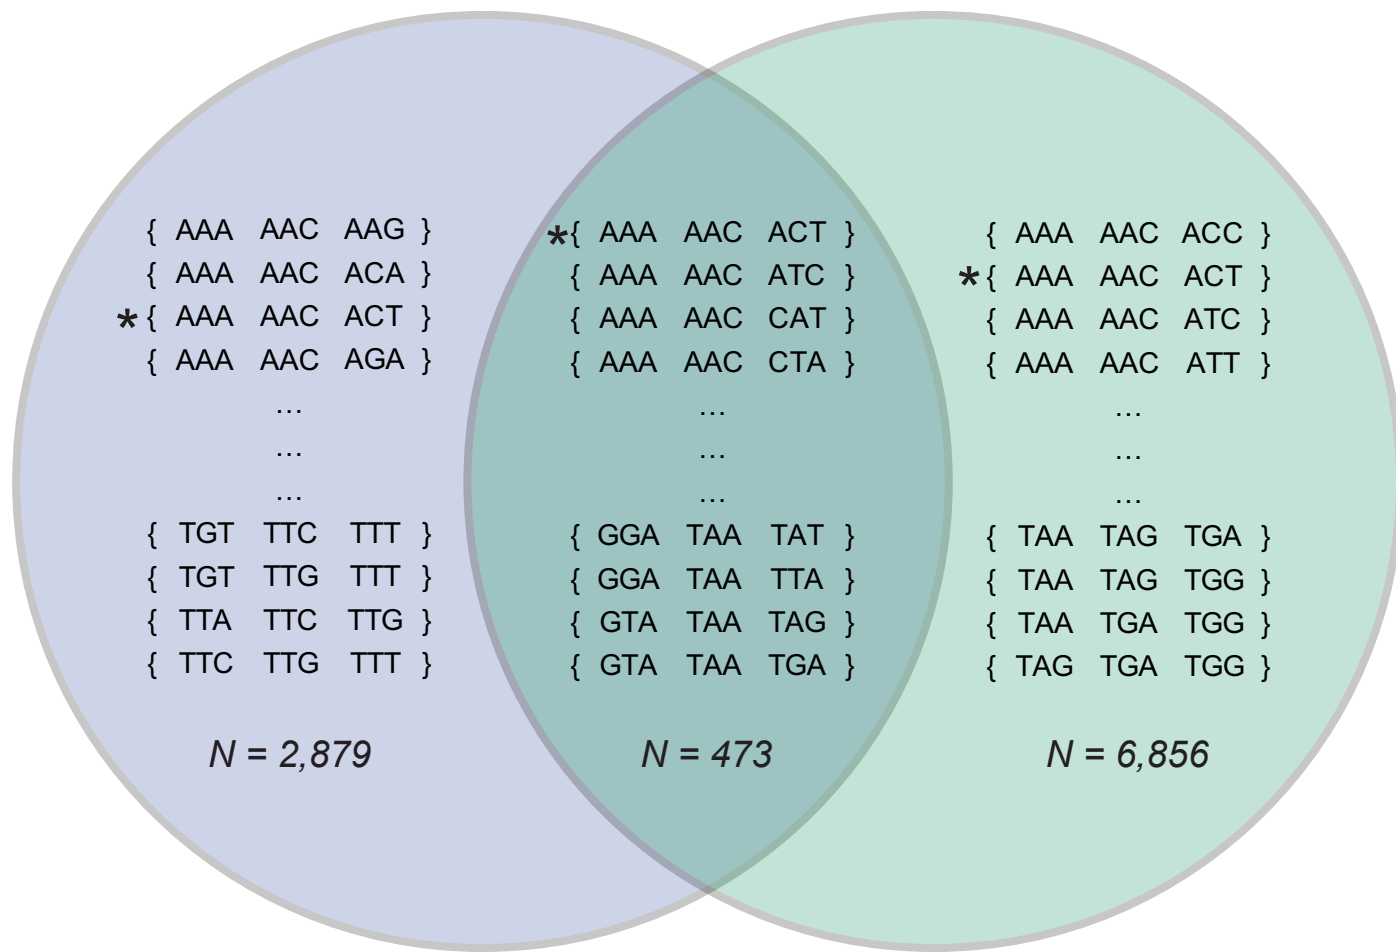 { AAA AAC AAG }
{ AAA AAC ACA }
*{ AAA AAC ACT }
{ AAA AAC AGA }
...
...
...
{ TGT TTC TTT }
{ TGT TTG TTT }
{ TTA TTC TTG }
{ TTC TTG TTT }
N = 2,879
*{ AAA AAC ACT }
{ AAA AAC ATC }
{ AAA AAC CAT }
{ AAA AAC CTA }
...
...
...
{ GGA TAA TAT }
{ GGA TAA TTA }
{ GTA TAA TAG }
{ GTA TAA TGA }
N = 473
{ AAA AAC ACC }
*{ AAA AAC ACT }
{ AAA AAC ATC }
{ AAA AAC ATT }
...
...
...
{ TAA TAG TGA }
{ TAA TAG TGG }
{ TAA TGA TGG }
{ TAG TGA TGG }
N = 6,856